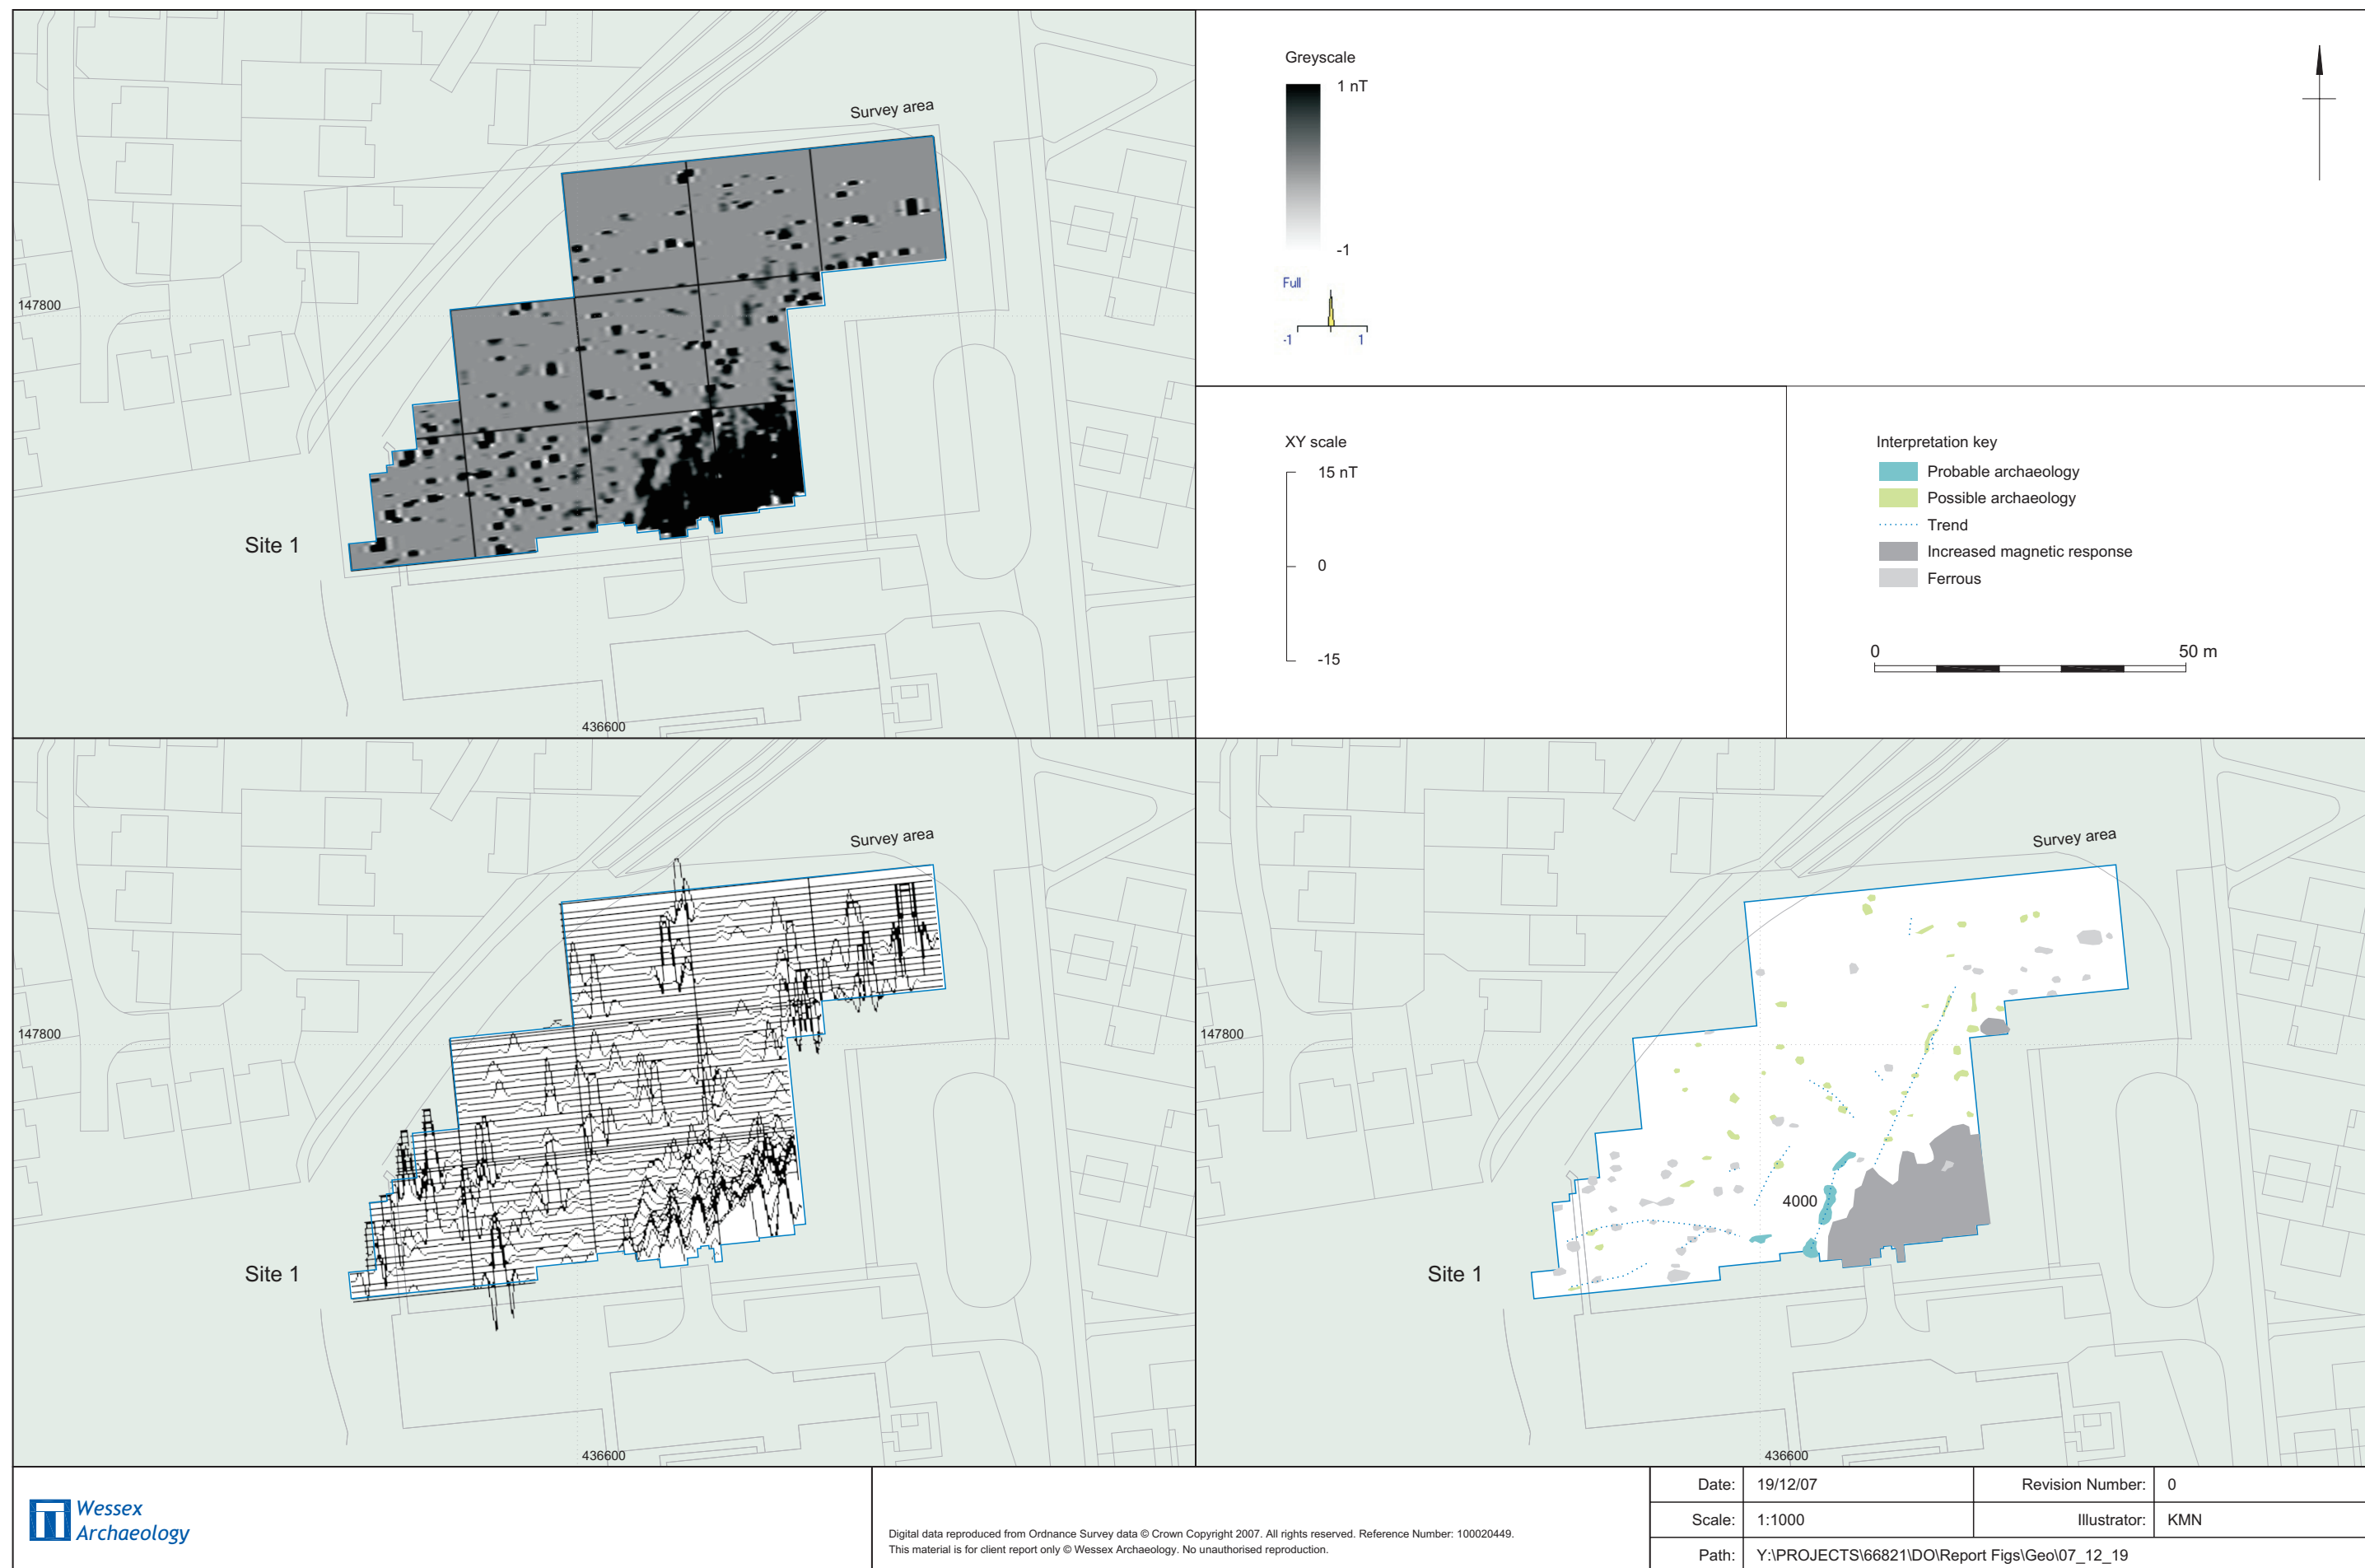 Survey area
147800
Site 1
436600
Greyscale
1 nT
-1
Full
-1 1
XY scale
15 nT
0
-15
Interpretation key
Probable archaeology
Possible archaeology
Trend
Increased magnetic response
Ferrous
0 50 m
Survey area
147800
Site 1
436600
Survey area
147800
4000
Site 1
436600
Wessex
Archaeology
Digital data reproduced from Ordnance Survey data © Crown Copyright 2007. All rights reserved. Reference Number: 100020449.
This material is for client report only © Wessex Archaeology. No unauthorised reproduction.
Date: 19/12/07 Revision Number: 0
Scale: 1:1000 Illustrator: KMN
Path: Y:\PROJECTS\66821\DO\Report Figs\Geo\07_12_19